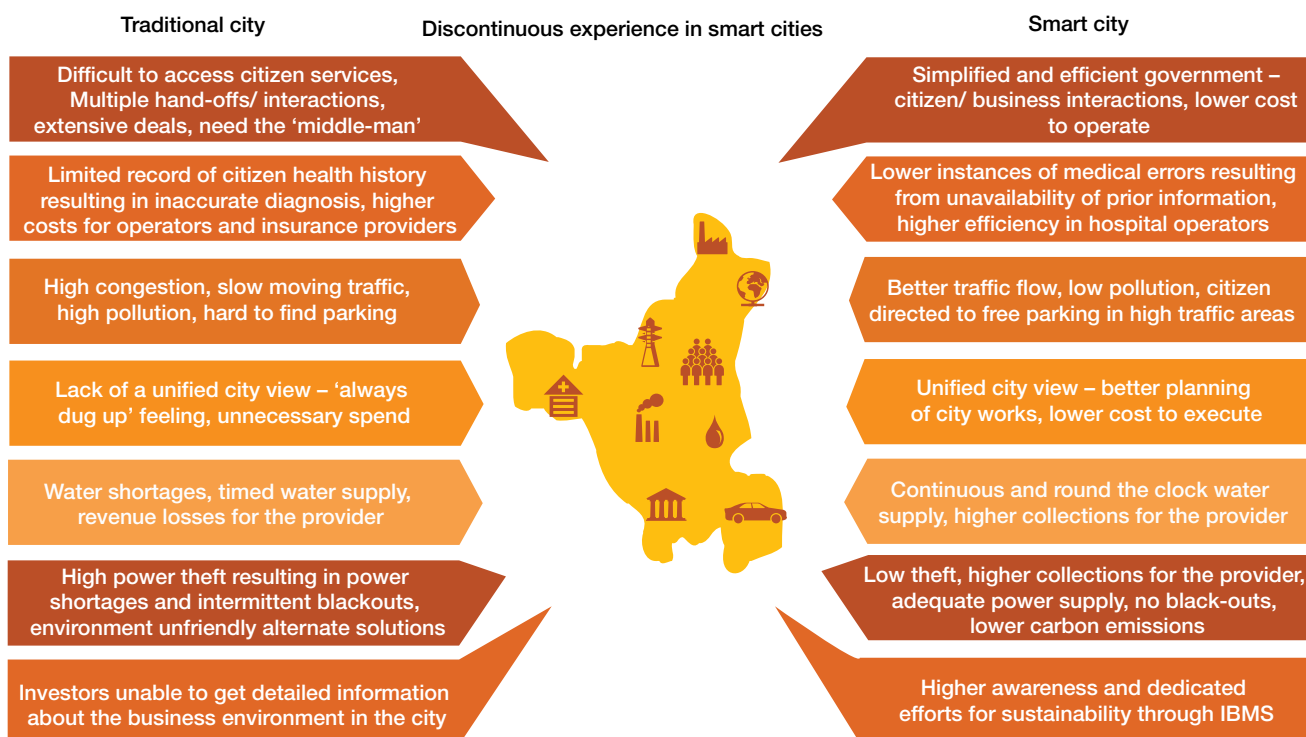 Traditional city
Discontinuous experience in smart cities
Smart city
Difficult to access citizen services,
Multiple hand-offs/ interactions,
extensive deals, need the ‘middle-man’
Simplified and efficient government –
citizen/ business interactions, lower cost
to operate
Limited record of citizen health history
resulting in inaccurate diagnosis, higher
costs for operators and insurance providers
Lower instances of medical errors resulting
from unavailability of prior information,
higher efficiency in hospital operators
High congestion, slow moving traffic,
high pollution, hard to find parking
Better traffic flow, low pollution, citizen
directed to free parking in high traffic areas
Lack of a unified city view – ‘always
dug up’ feeling, unnecessary spend
Unified city view – better planning
of city works, lower cost to execute
Water shortages, timed water supply,
revenue losses for the provider
Continuous and round the clock water
supply, higher collections for the provider
High power theft resulting in power
shortages and intermittent blackouts,
environment unfriendly alternate solutions
Low theft, higher collections for the provider,
adequate power supply, no black-outs,
lower carbon emissions
Investors unable to get detailed information
about the business environment in the city
Higher awareness and dedicated
efforts for sustainability through IBMS